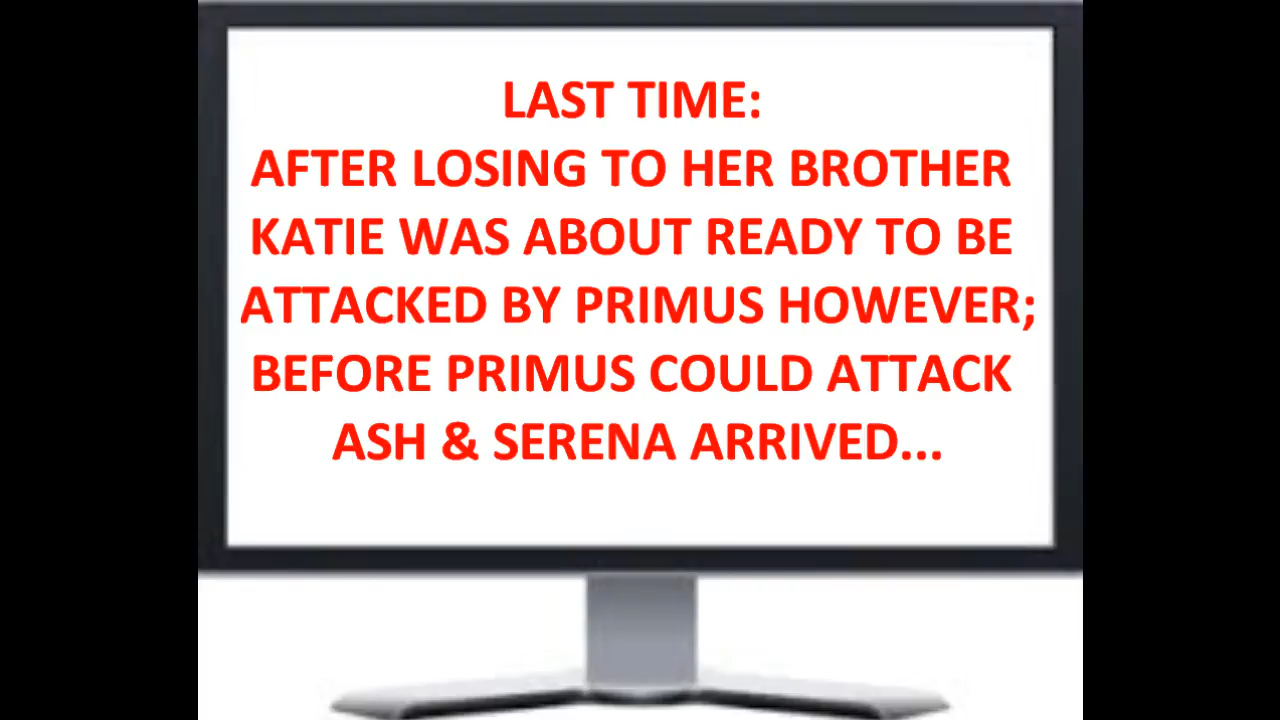 LAST TIME:
AFTER LOSING TO HER BROTHER
KATIE WAS ABOUT READY TO BE
ATTACKED BY PRIMUS HOWEVER;
BEFORE PRIMUS COULD ATTACK
ASH & SERENA ARRIVED...